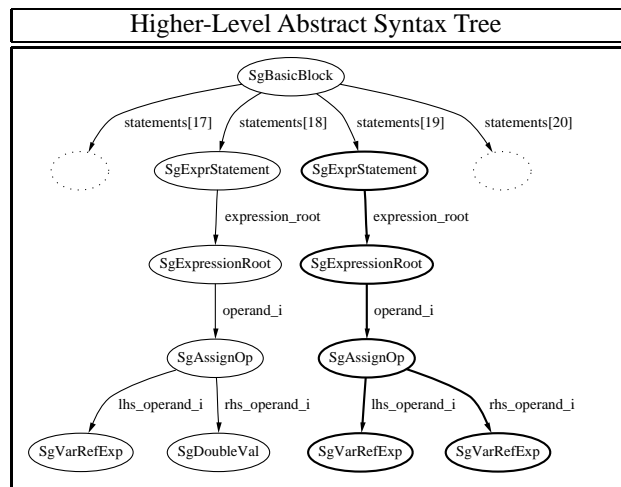 Higher-Level Abstract Syntax Tree
SgBasicBlock
statements[17] statements[18] statements[19] statements[20]
SgExprStatement SgExprStatement
expression_root expression_root
SgExpressionRoot SgExpressionRoot
operand_i operand_i
SgAssignOp SgAssignOp
lhs_operand_i rhs_operand_i lhs_operand_i rhs_operand_i
SgVarRefExp SgDoubleVal SgVarRefExp SgVarRefExp